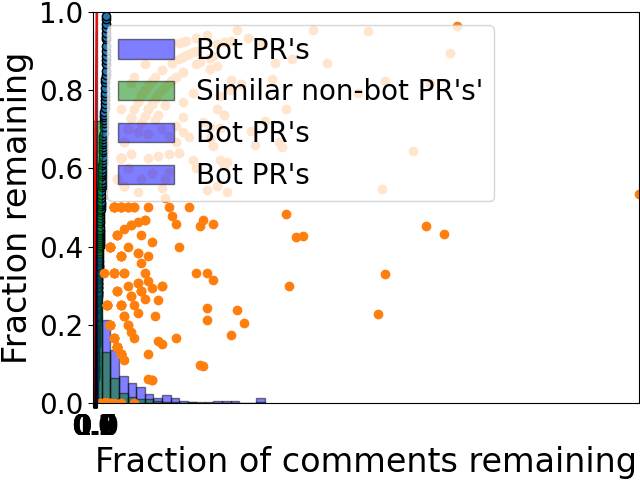 Fraction remaining
1.0
0.8
0.6
0.4
0.2
0.0
Bot PR's
Similar non-bot PR's'
Bot PR's
Bot PR's
Fraction of comments remaining